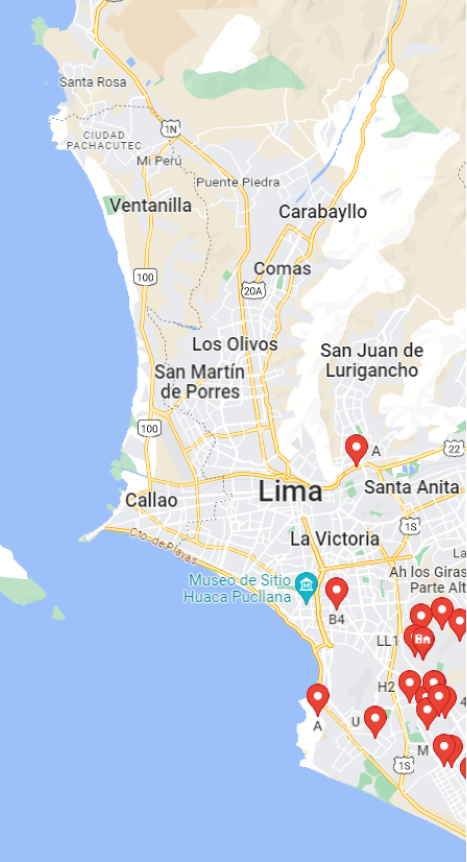 Santa Rosa
CIUDAD
PACHACUTEC
1N
Mi Perú
Puente Piedra
Ventanilla
Carabayllo
Comas
100
20A
Los Olivos
San Juan de
Lurigancho
San Martín
de Porres
100
A
22
Callao
Lima
Santa Anita
1S
La Victoria
Cto. de Playas
La
Ah los Giras
Parte Alt
Museo de Sitio
Huaca Pucllana
B4
LL1
H2
4
A
U
M
1S